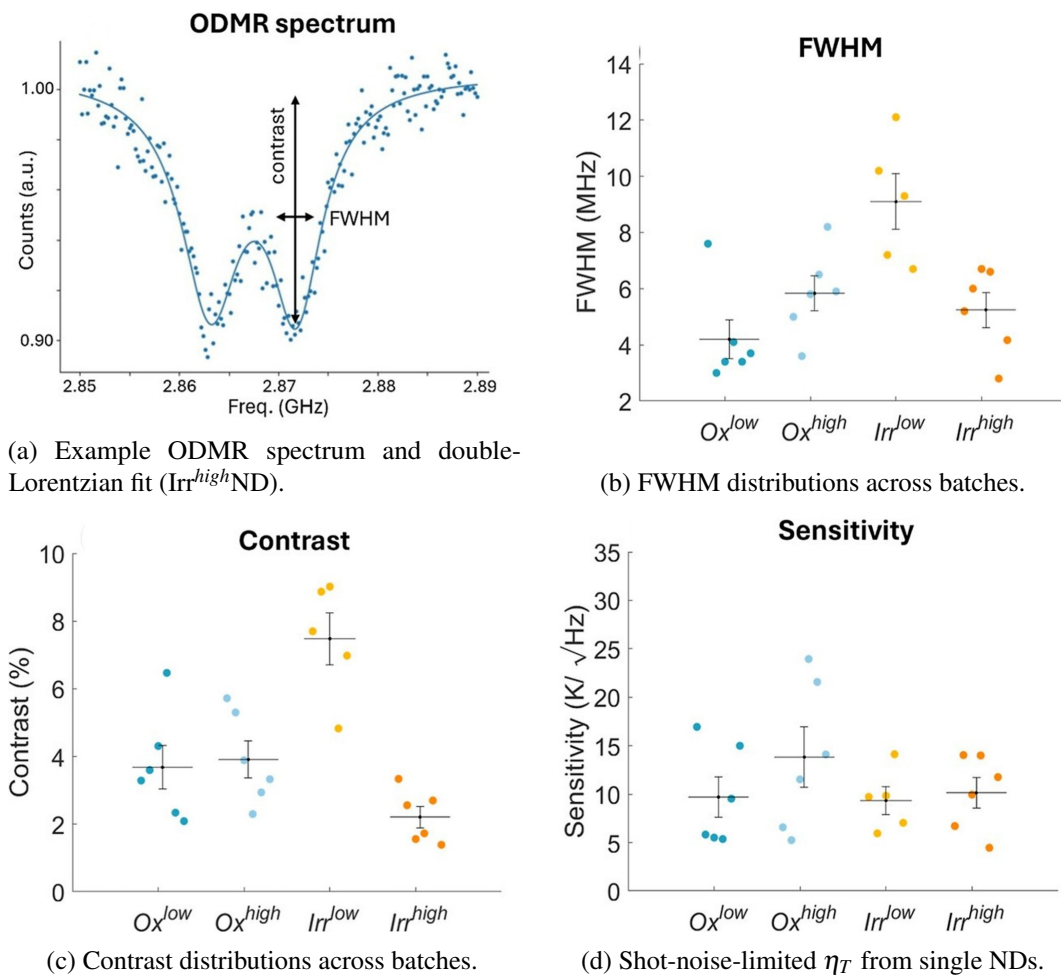 ODMR spectrum
1.00
0.90
Counts (a.u.)
contrast
FWHM
2.85 2.86 2.87 2.88 2.89
Freq. (GHz)
(a) Example ODMR spectrum and double-
Lorentzian fit (Irr^high ND).
FWHM
14
12
10
8
6
4
2
FWHM (MHz)
Ox^low Ox^high Irr^low Irr^high
(b) FWHM distributions across batches.
Contrast
10
8
6
4
2
0
Contrast (%)
Ox^low Ox^high Irr^low Irr^high
(c) Contrast distributions across batches.
Sensitivity
35
30
25
20
15
10
5
0
Sensitivity (K/ √Hz)
Ox^low Ox^high Irr^low Irr^high
(d) Shot-noise-limited η_T from single NDs.